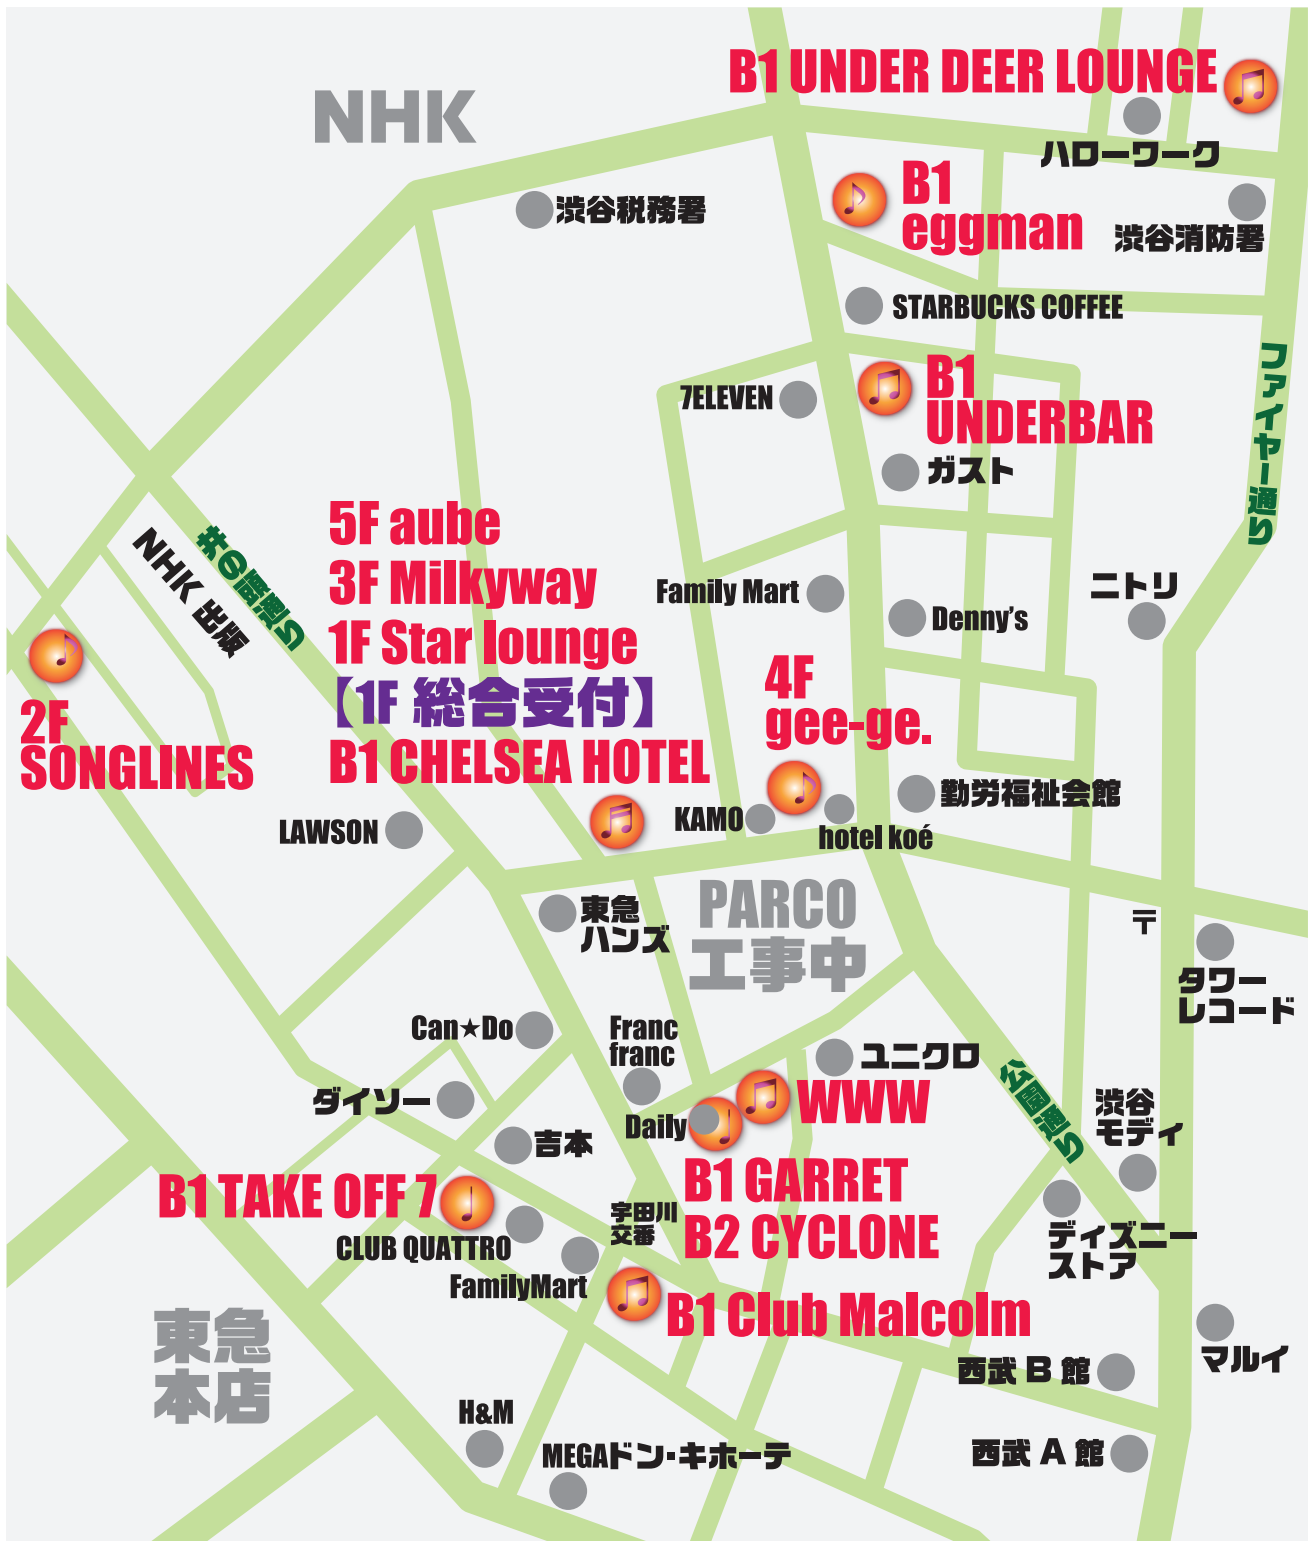 B1 UNDER DEER LOUNGE
NHK
ハローワーク
B1
eggman
渋谷税務署
渋谷消防署
STARBUCKS COFFEE
ファイヤー通り
B1
UNDERBAR
7ELEVEN
ガスト
5F aube
3F Milkyway
1F Star lounge
【1F 総合受付】
B1 CHELSEA HOTEL
井の頭通り
NHK 出版
Family Mart
Denny's
ニトリ
4F
gee-ge.
2F
SONGLINES
勤労福祉会館
KAMO
hotel koé
LAWSON
東急
ハンズ
PARCO
工事中
〒
タワー
レコード
Can★Do
Franc
franc
ユニクロ
公園通り
ダイソー
Daily
WWW
渋谷
モディ
吉本
B1 TAKE OFF 7
B1 GARRET
B2 CYCLONE
宇田川
交番
CLUB QUATTRO
ディズニー
ストア
FamilyMart
B1 Club Malcolm
東急
本店
マルイ
西武 B 館
H&M
MEGAドン・キホーテ
西武 A 館